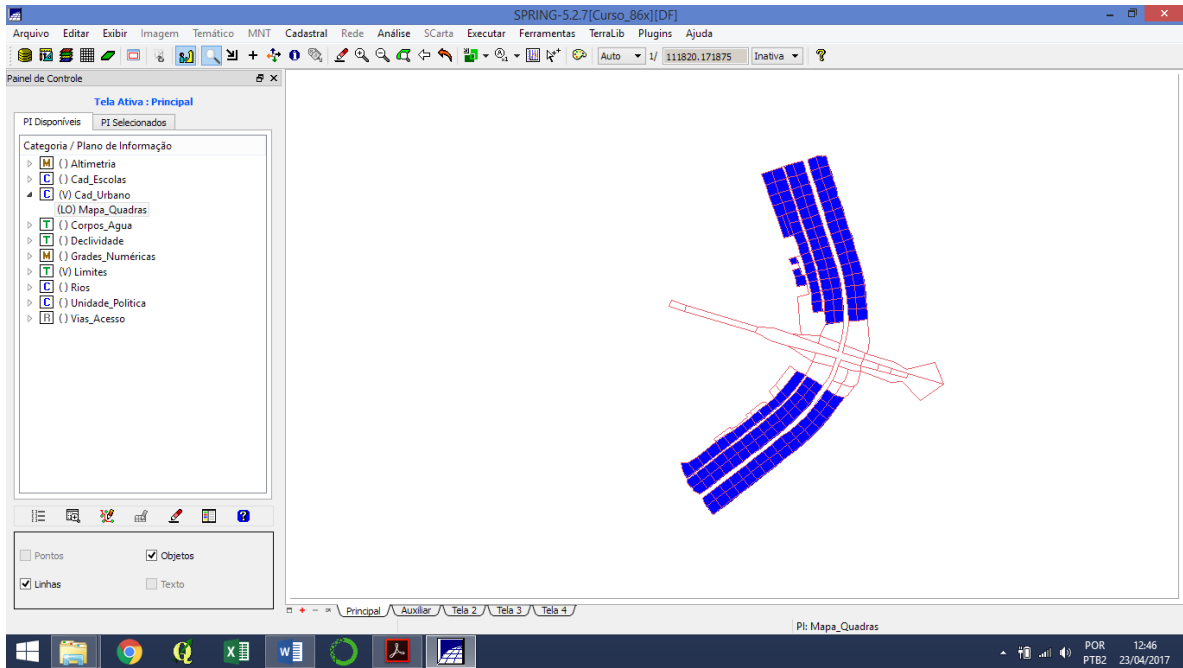 SPRING-5.2.7[Curso_86x][DF]
Arquivo Editar Exibir Imagem Temático MNT Cadastral Rede Análise SCarta Executar Ferramentas TerraLib Plugins Ajuda
Auto 1/ 111820.171875 Inativa
Painel de Controle
Tela Ativa : Principal
PI Disponíveis PI Selecionados
Categoria / Plano de Informação
M () Altimetria
C () Cad_Escolas
C (V) Cad_Urbano
(LO) Mapa_Quadras
T () Corpos_Agua
T () Declividade
M () Grades_Numéricas
T (V) Limites
C () Rios
C () Unidade_Politica
R () Vias_Acesso
Pontos Objetos
Linhas Texto
Principal Auxiliar Tela 2 Tela 3 Tela 4
PI: Mapa_Quadras
POR 12:46
PTB2 23/04/2017